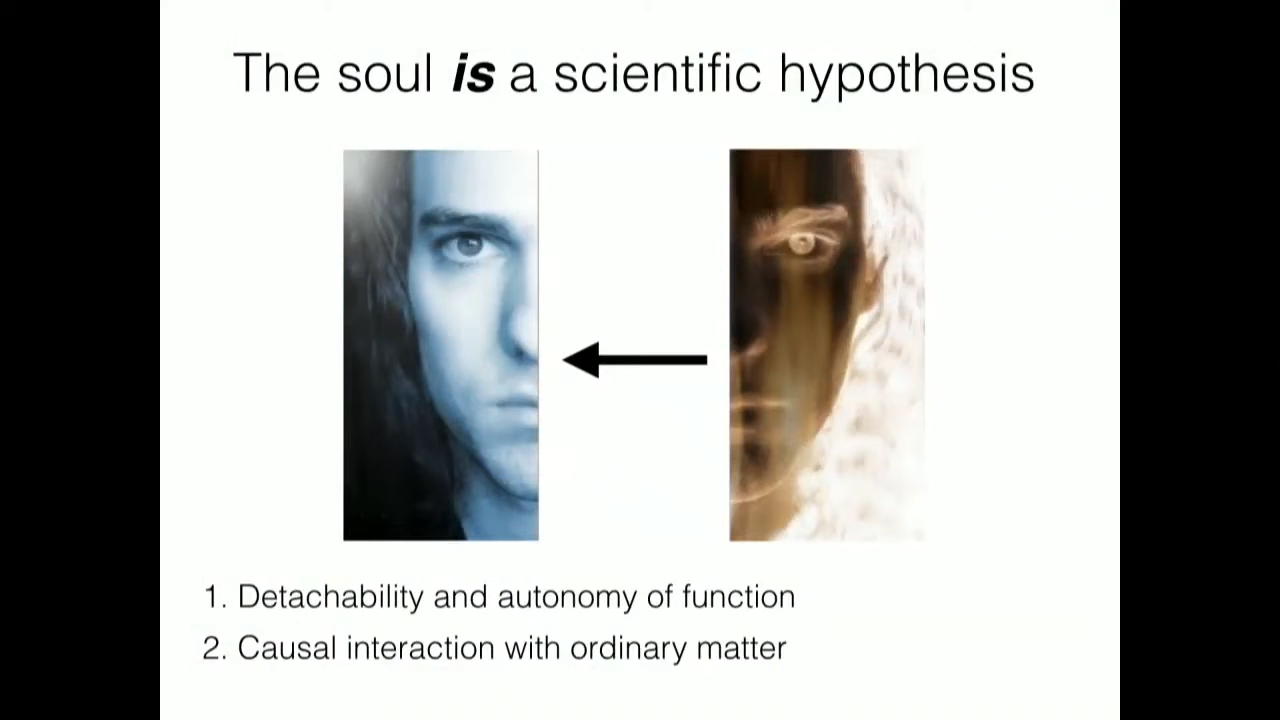 The soul is a scientific hypothesis
1. Detachability and autonomy of function
2. Causal interaction with ordinary matter